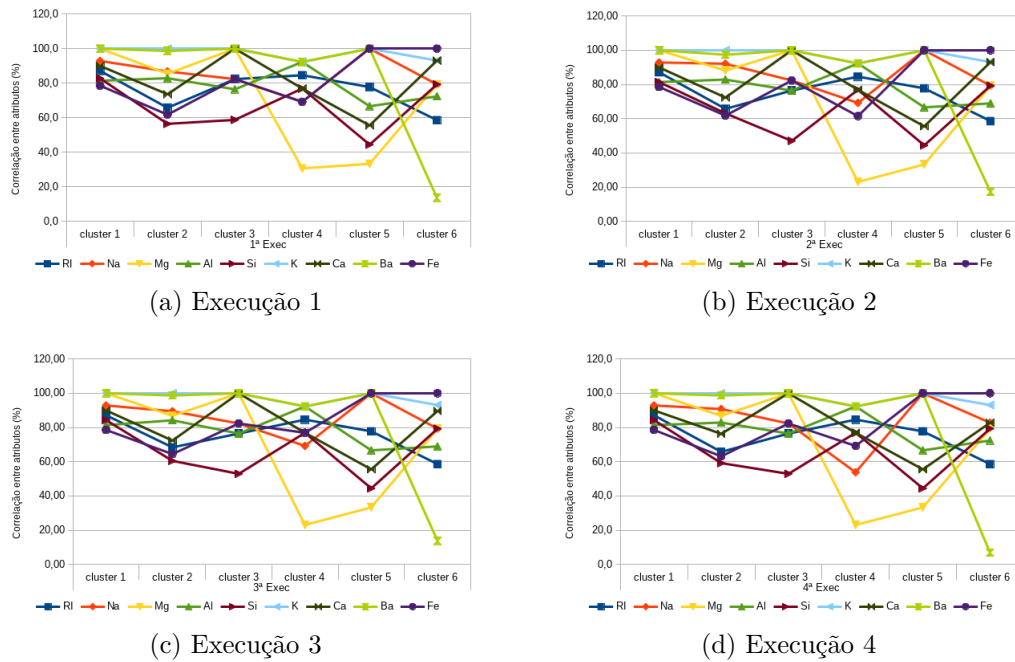 120,0
100,0
80,0
60,0
40,0
20,0
0,0
Correlação entre atributos (%)
cluster 1 cluster 2 cluster 3 cluster 4 cluster 5 cluster 6
1ª Exec
RI Na Mg Al Si K Ca Ba Fe
(a) Execução 1
120,00
100,0
80,00
60,00
40,00
20,00
0,00
Correlação entre atributos (%)
cluster 1 cluster 2 cluster 3 cluster 4 cluster 5 cluster 6
2ª Exec
RI Na Mg Al Si K Ca Ba Fe
(b) Execução 2
120,00
100,0
80,00
60,00
40,0
20,0
0,00
Correlação entre atributos (%)
cluster 1 cluster 2 cluster 3 cluster 4 cluster 5 cluster 6
3ª Exec
RI Na Mg Al Si K Ca Ba Fe
(c) Execução 3
120,0
100,0
80,00
60,00
40,0
20,0
0,00
Correlação entre atributos (%)
cluster 1 cluster 2 cluster 3 cluster 4 cluster 5 cluster 6
4ª Exec
RI Na Mg Al Si K Ca Ba Fe
(d) Execução 4